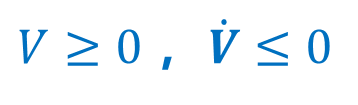 V ≥ 0 , V̇ ≤ 0